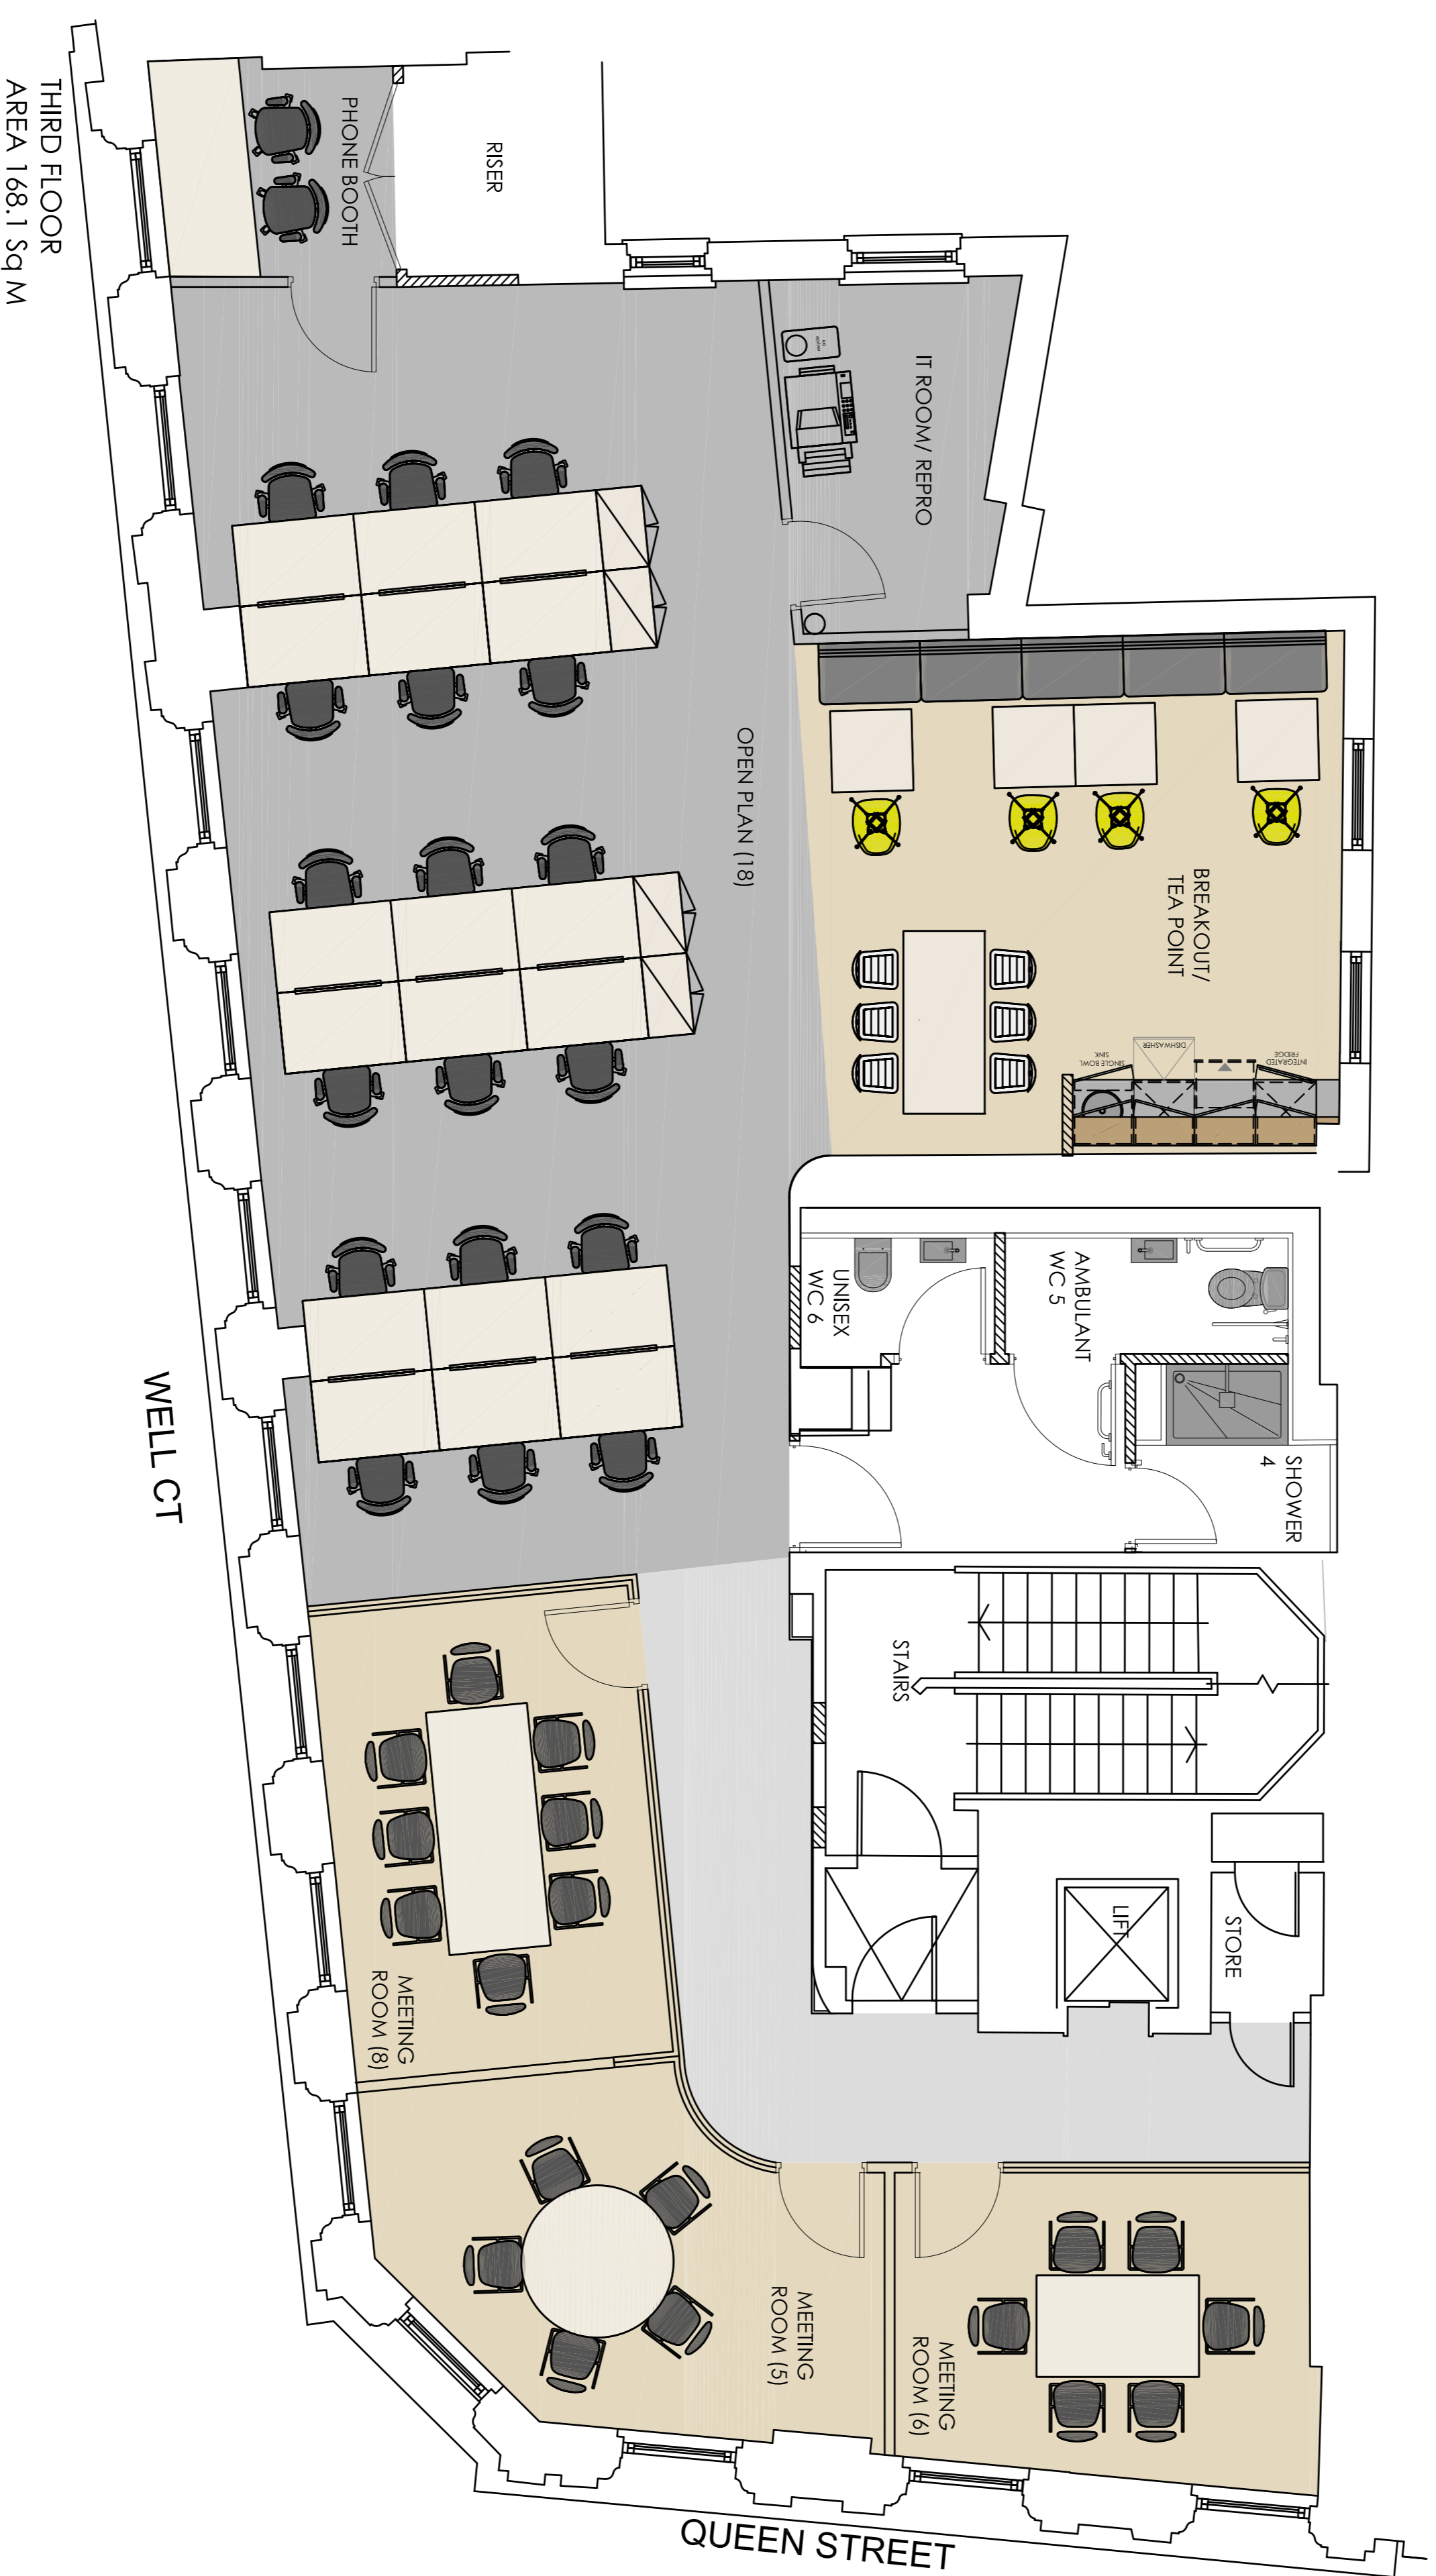 THIRD FLOOR
AREA 168.1 Sq M
PHONE BOOTH
RISER
IT ROOM/ REPRO
OPEN PLAN (18)
BREAKOUT/
TEA POINT
SINGLE BOWL
SINK
DISHWASHER
INTEGRATED
FRIDGE
UNISEX
WC 6
AMBULANT
WC 5
SHOWER
4
STAIRS
LIFT
STORE
WELL CT
MEETING
ROOM (8)
MEETING
ROOM (5)
MEETING
ROOM (6)
QUEEN STREET